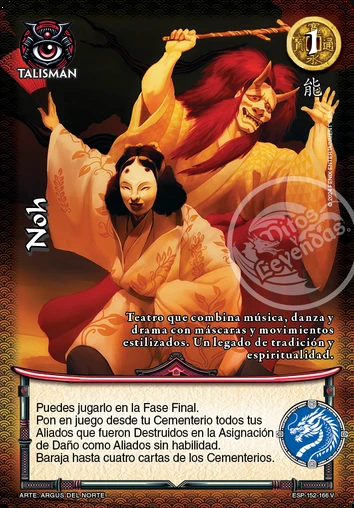 TALISMÁN
1
能
Noh
Mitos
y
Leyendas
Teatro que combina música, danza y
drama con máscaras y movimientos
estilizados. Un legado de tradición y
espiritualidad.
Puedes jugarlo en la Fase Final.
Pon en juego desde tu Cementerio todos tus
Aliados que fueron Destruidos en la Asignación
de Daño como Aliados sin habilidad.
Baraja hasta cuatro cartas de los Cementerios.
ARTE: ARGUS DEL NORTE
ESP-152-166 V